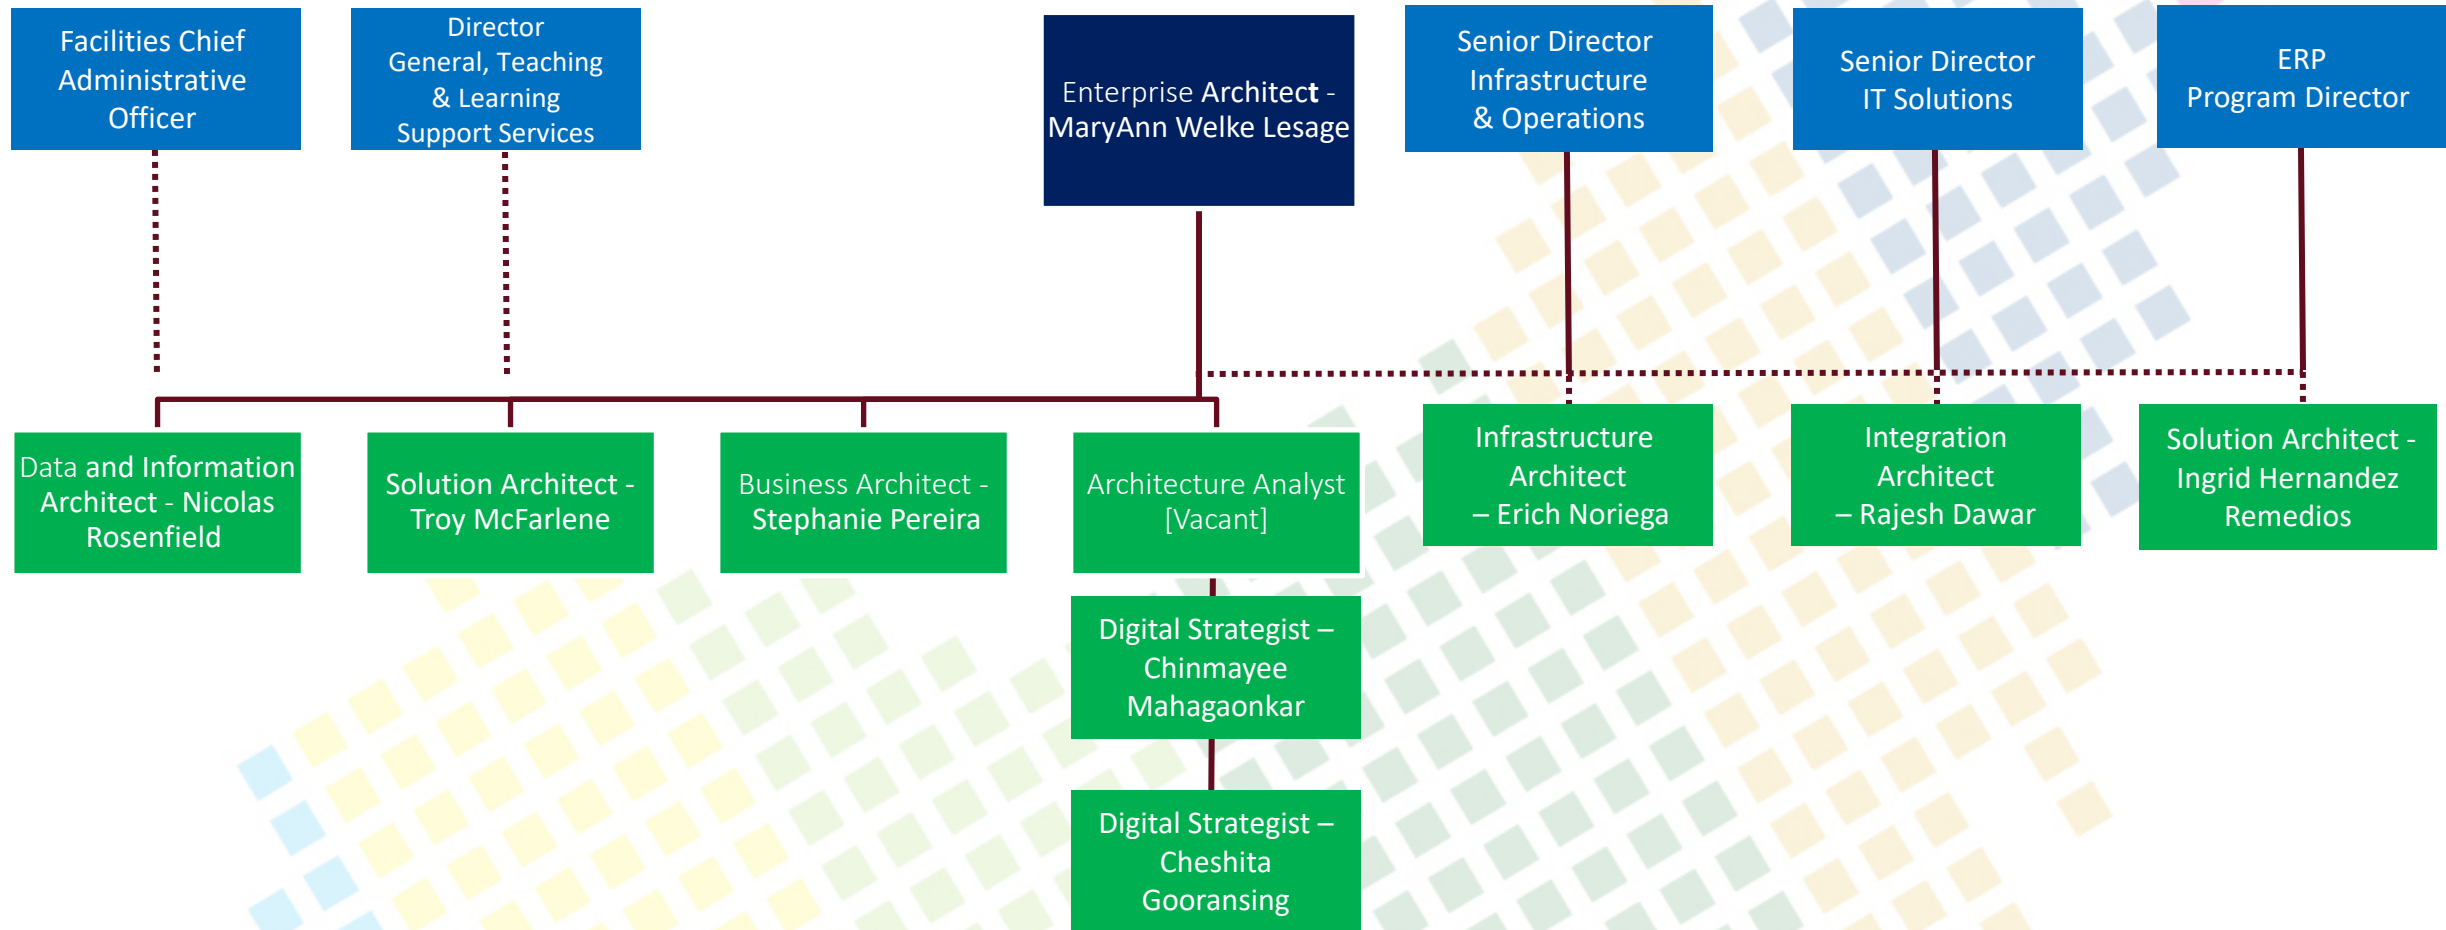 Facilities Chief
Administrative
Officer
Director
General, Teaching
& Learning
Support Services
Enterprise Architect -
MaryAnn Welke Lesage
Senior Director
Infrastructure
& Operations
Senior Director
IT Solutions
ERP
Program Director
Data and Information
Architect - Nicolas
Rosenfield
Solution Architect -
Troy McFarlene
Business Architect -
Stephanie Pereira
Architecture Analyst
[Vacant]
Infrastructure
Architect
– Erich Noriega
Integration
Architect
– Rajesh Dawar
Solution Architect -
Ingrid Hernandez
Remedios
Digital Strategist –
Chinmayee
Mahagaonkar
Digital Strategist –
Cheshita
Gooransing